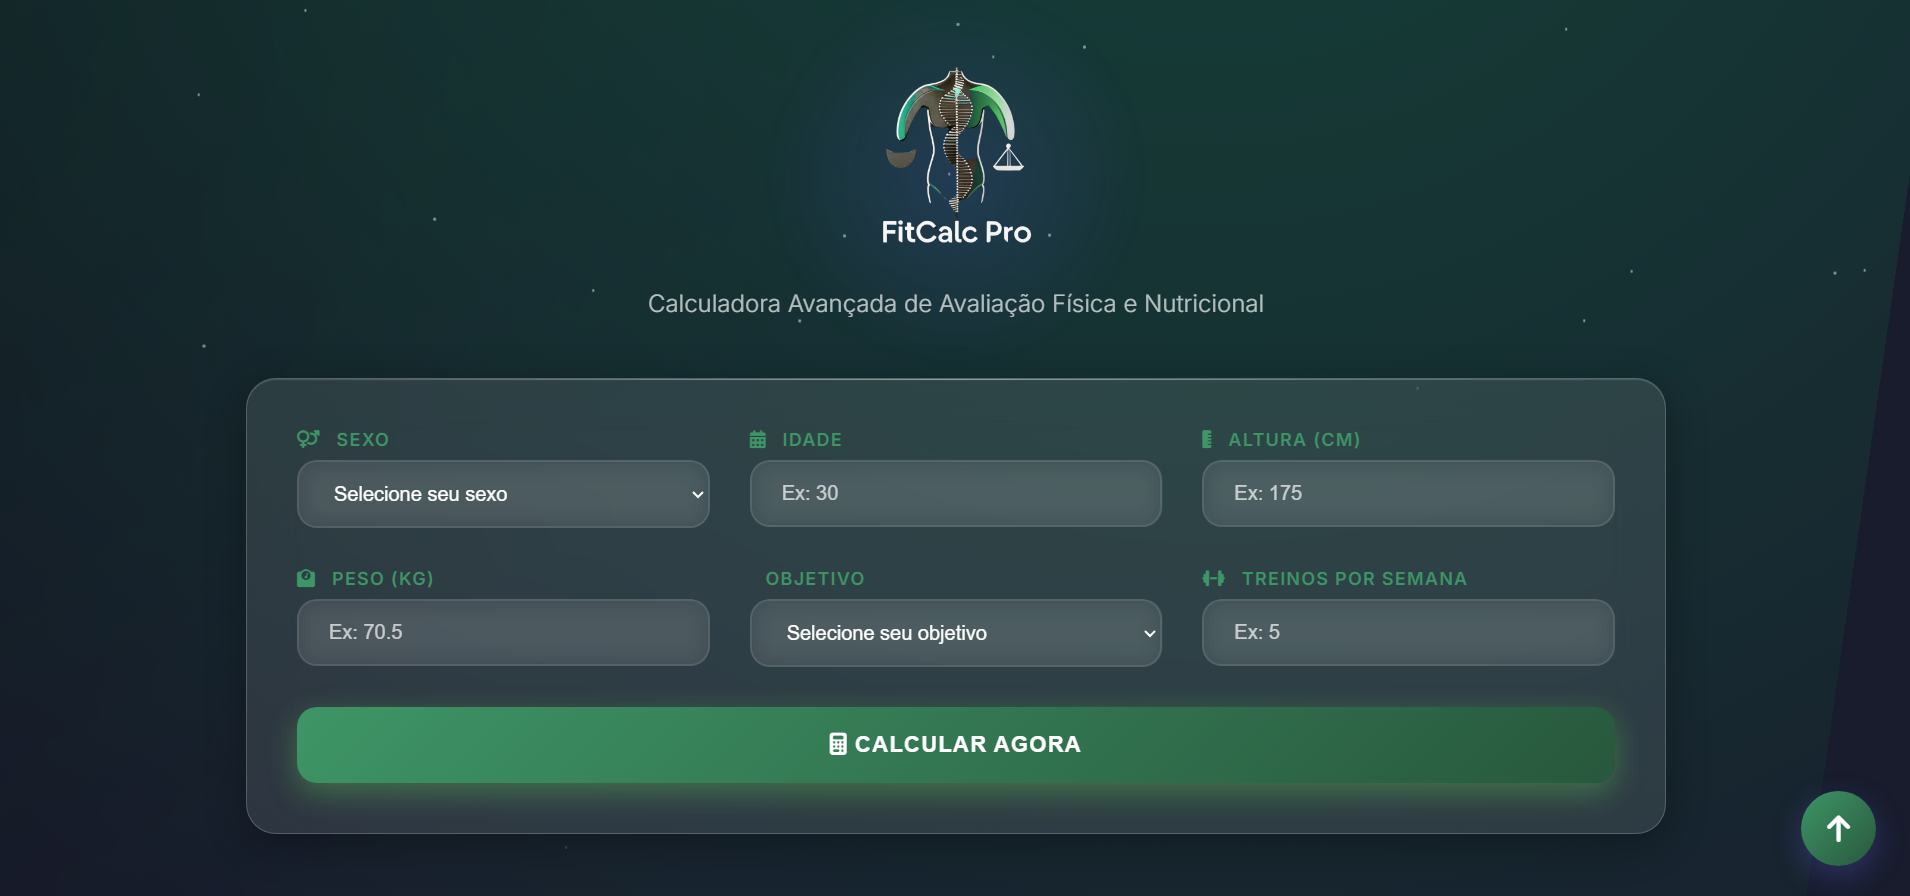 FitCalc Pro
Calculadora Avançada de Avaliação Física e Nutricional
SEXO
Selecione seu sexo
IDADE
Ex: 30
ALTURA (CM)
Ex: 175
PESO (KG)
Ex: 70.5
OBJETIVO
Selecione seu objetivo
TREINOS POR SEMANA
Ex: 5
CALCULAR AGORA